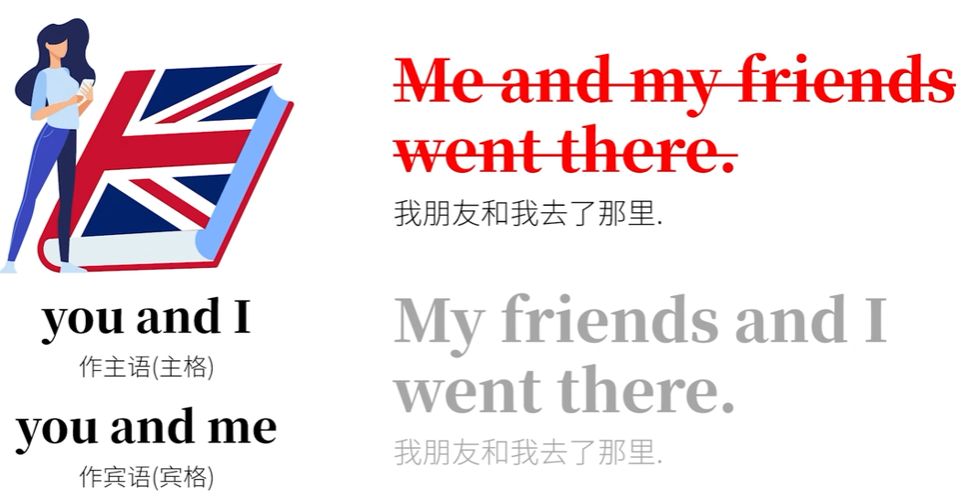 Me and my friends
went there.
我朋友和我去了那里.
My friends and I
went there.
我朋友和我去了那里.
you and I
作主语(主格)
you and me
作宾语(宾格)